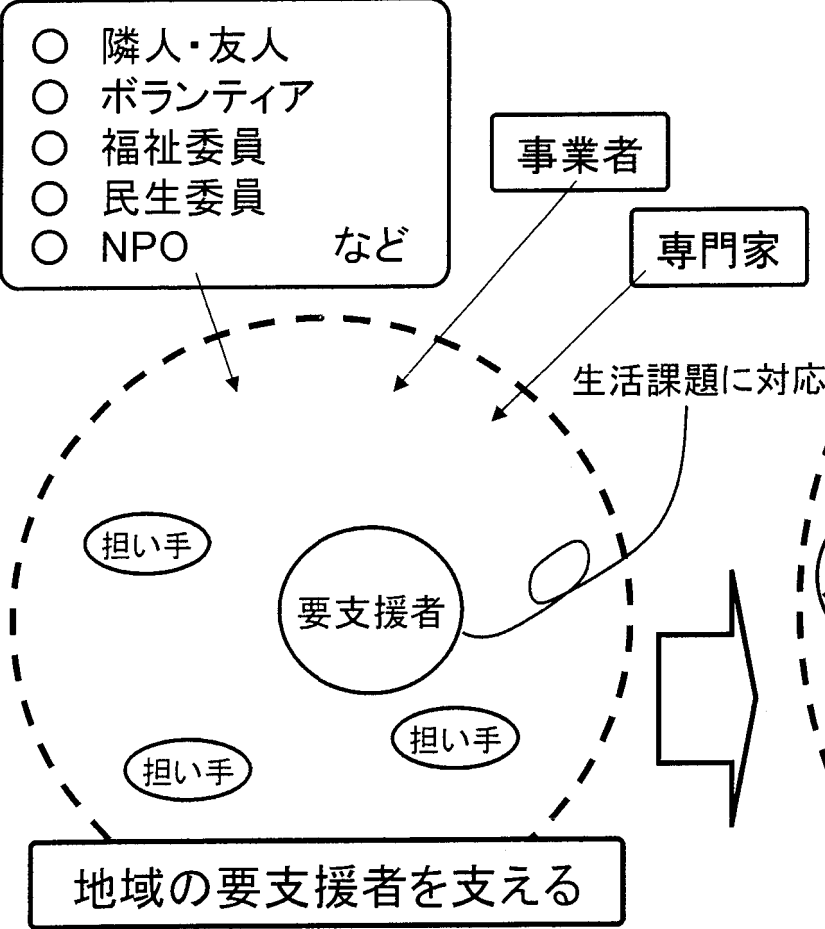 ○ 隣人・友人
○ ボランティア
○ 福祉委員
○ 民生委員
○ NPO など
事業者
専門家
生活課題に対応
担い手
要支援者
担い手
担い手
地域の要支援者を支える